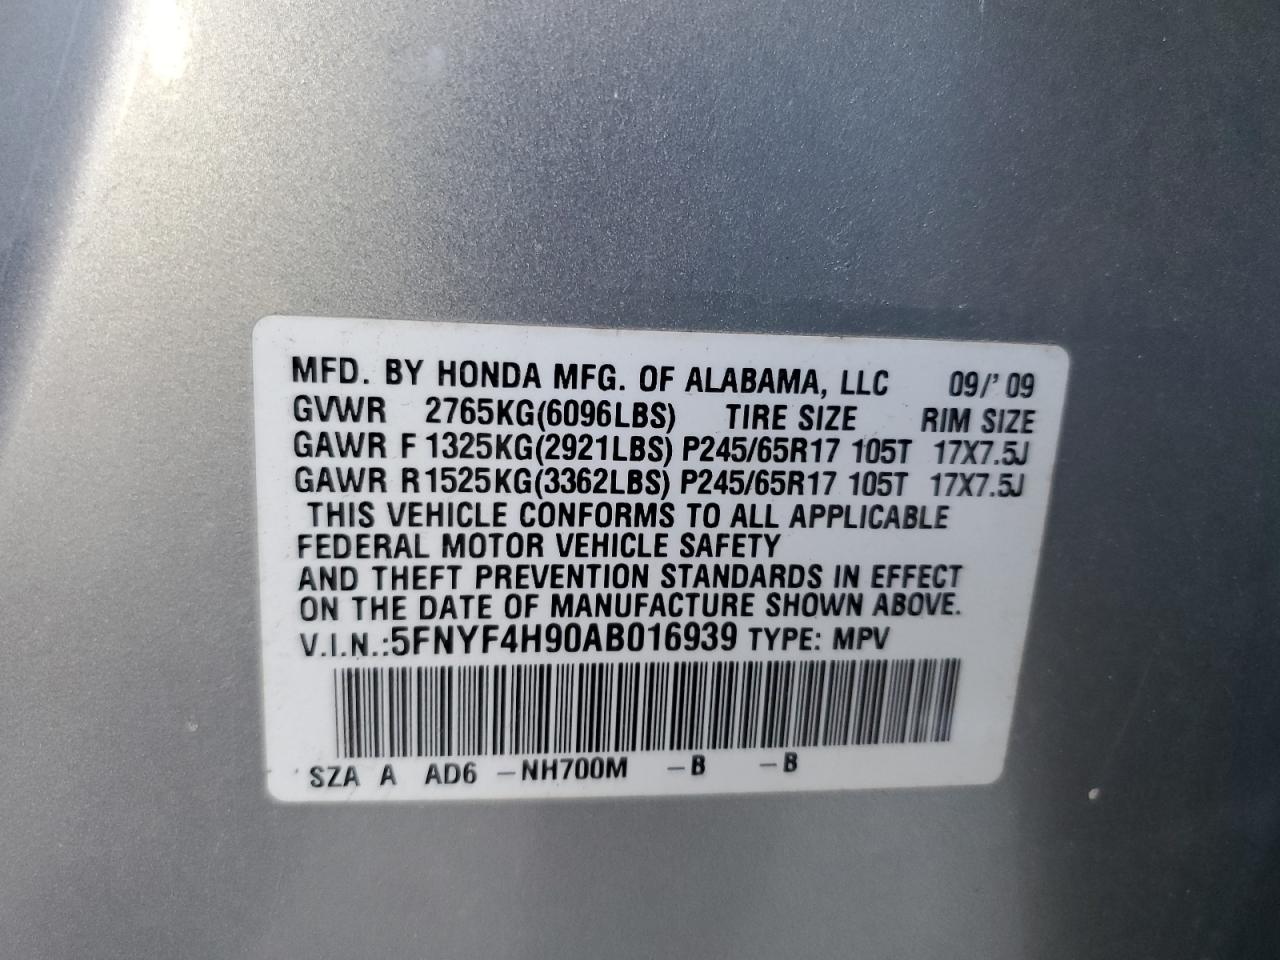 MFD. BY HONDA MFG. OF ALABAMA, LLC 09/'09
GVWR 2765KG(6096LBS) TIRE SIZE RIM SIZE
GAWR F 1325KG(2921LBS) P245/65R17 105T 17X7.5J
GAWR R 1525KG(3362LBS) P245/65R17 105T 17X7.5J
THIS VEHICLE CONFORMS TO ALL APPLICABLE
FEDERAL MOTOR VEHICLE SAFETY
AND THEFT PREVENTION STANDARDS IN EFFECT
ON THE DATE OF MANUFACTURE SHOWN ABOVE.
V.I.N.:5FNYF4H90AB016939 TYPE: MPV
SZA A AD6 -NH700M -B -B